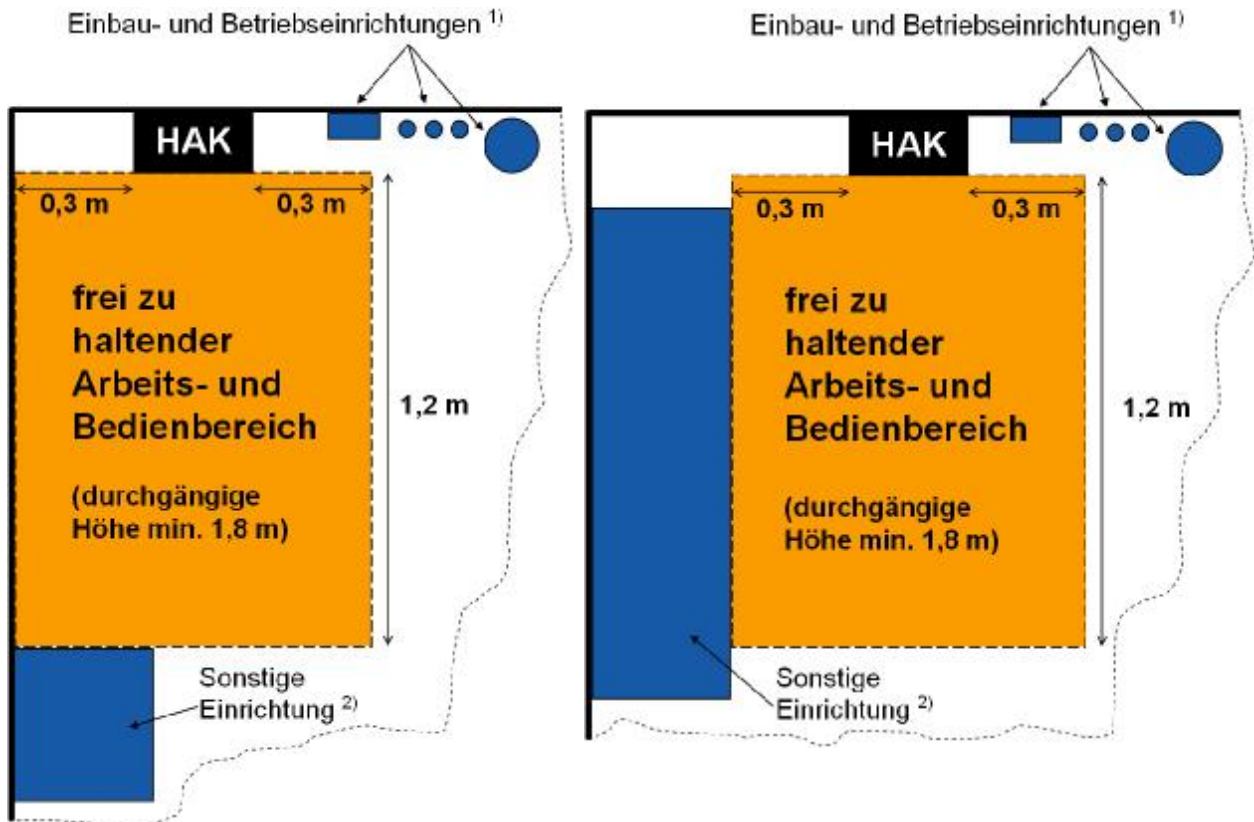 Einbau- und Betriebseinrichtungen 1)
HAK
0,3 m
0,3 m
frei zu
haltender
Arbeits- und
Bedienbereich
(durchgängige
Höhe min. 1,8 m)
1,2 m
Sonstige
Einrichtung 2)
Einbau- und Betriebseinrichtungen 1)
HAK
0,3 m
0,3 m
frei zu
haltender
Arbeits- und
Bedienbereich
(durchgängige
Höhe min. 1,8 m)
1,2 m
Sonstige
Einrichtung 2)